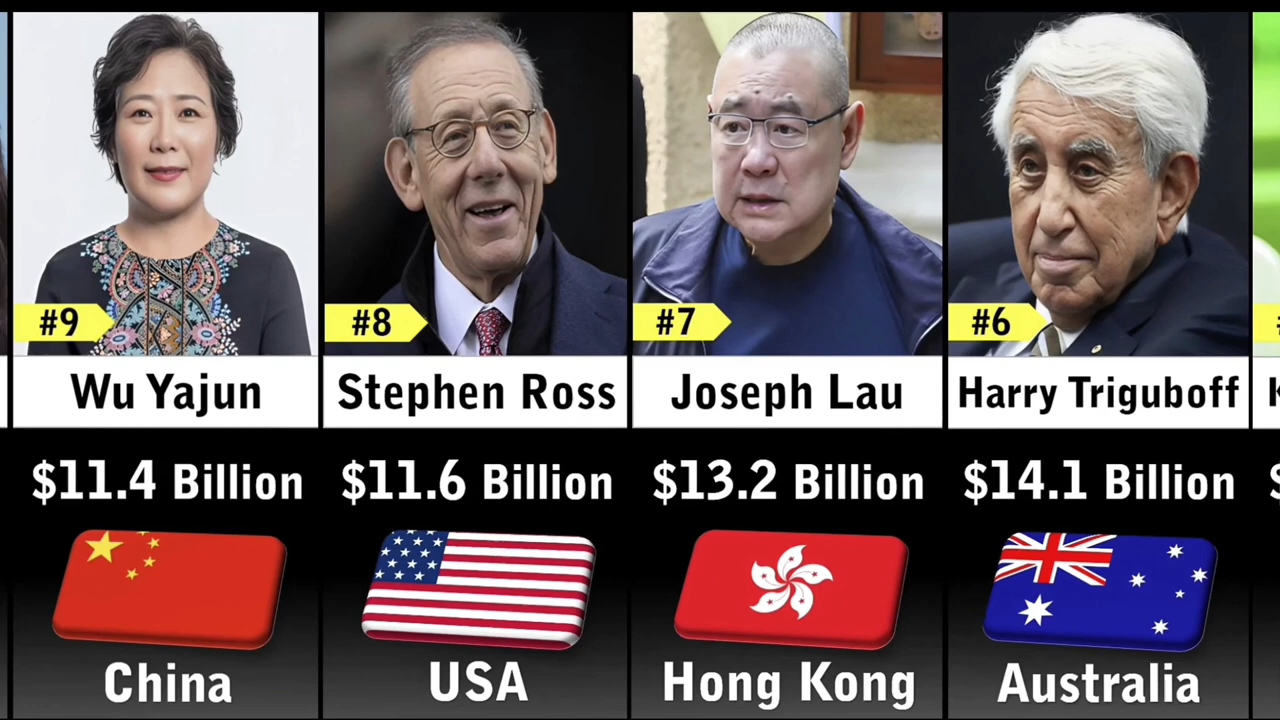 #9
Wu Yajun
$11.4 Billion
China
#8
Stephen Ross
$11.6 Billion
USA
#7
Joseph Lau
$13.2 Billion
Hong Kong
#6
Harry Triguboff
$14.1 Billion
Australia